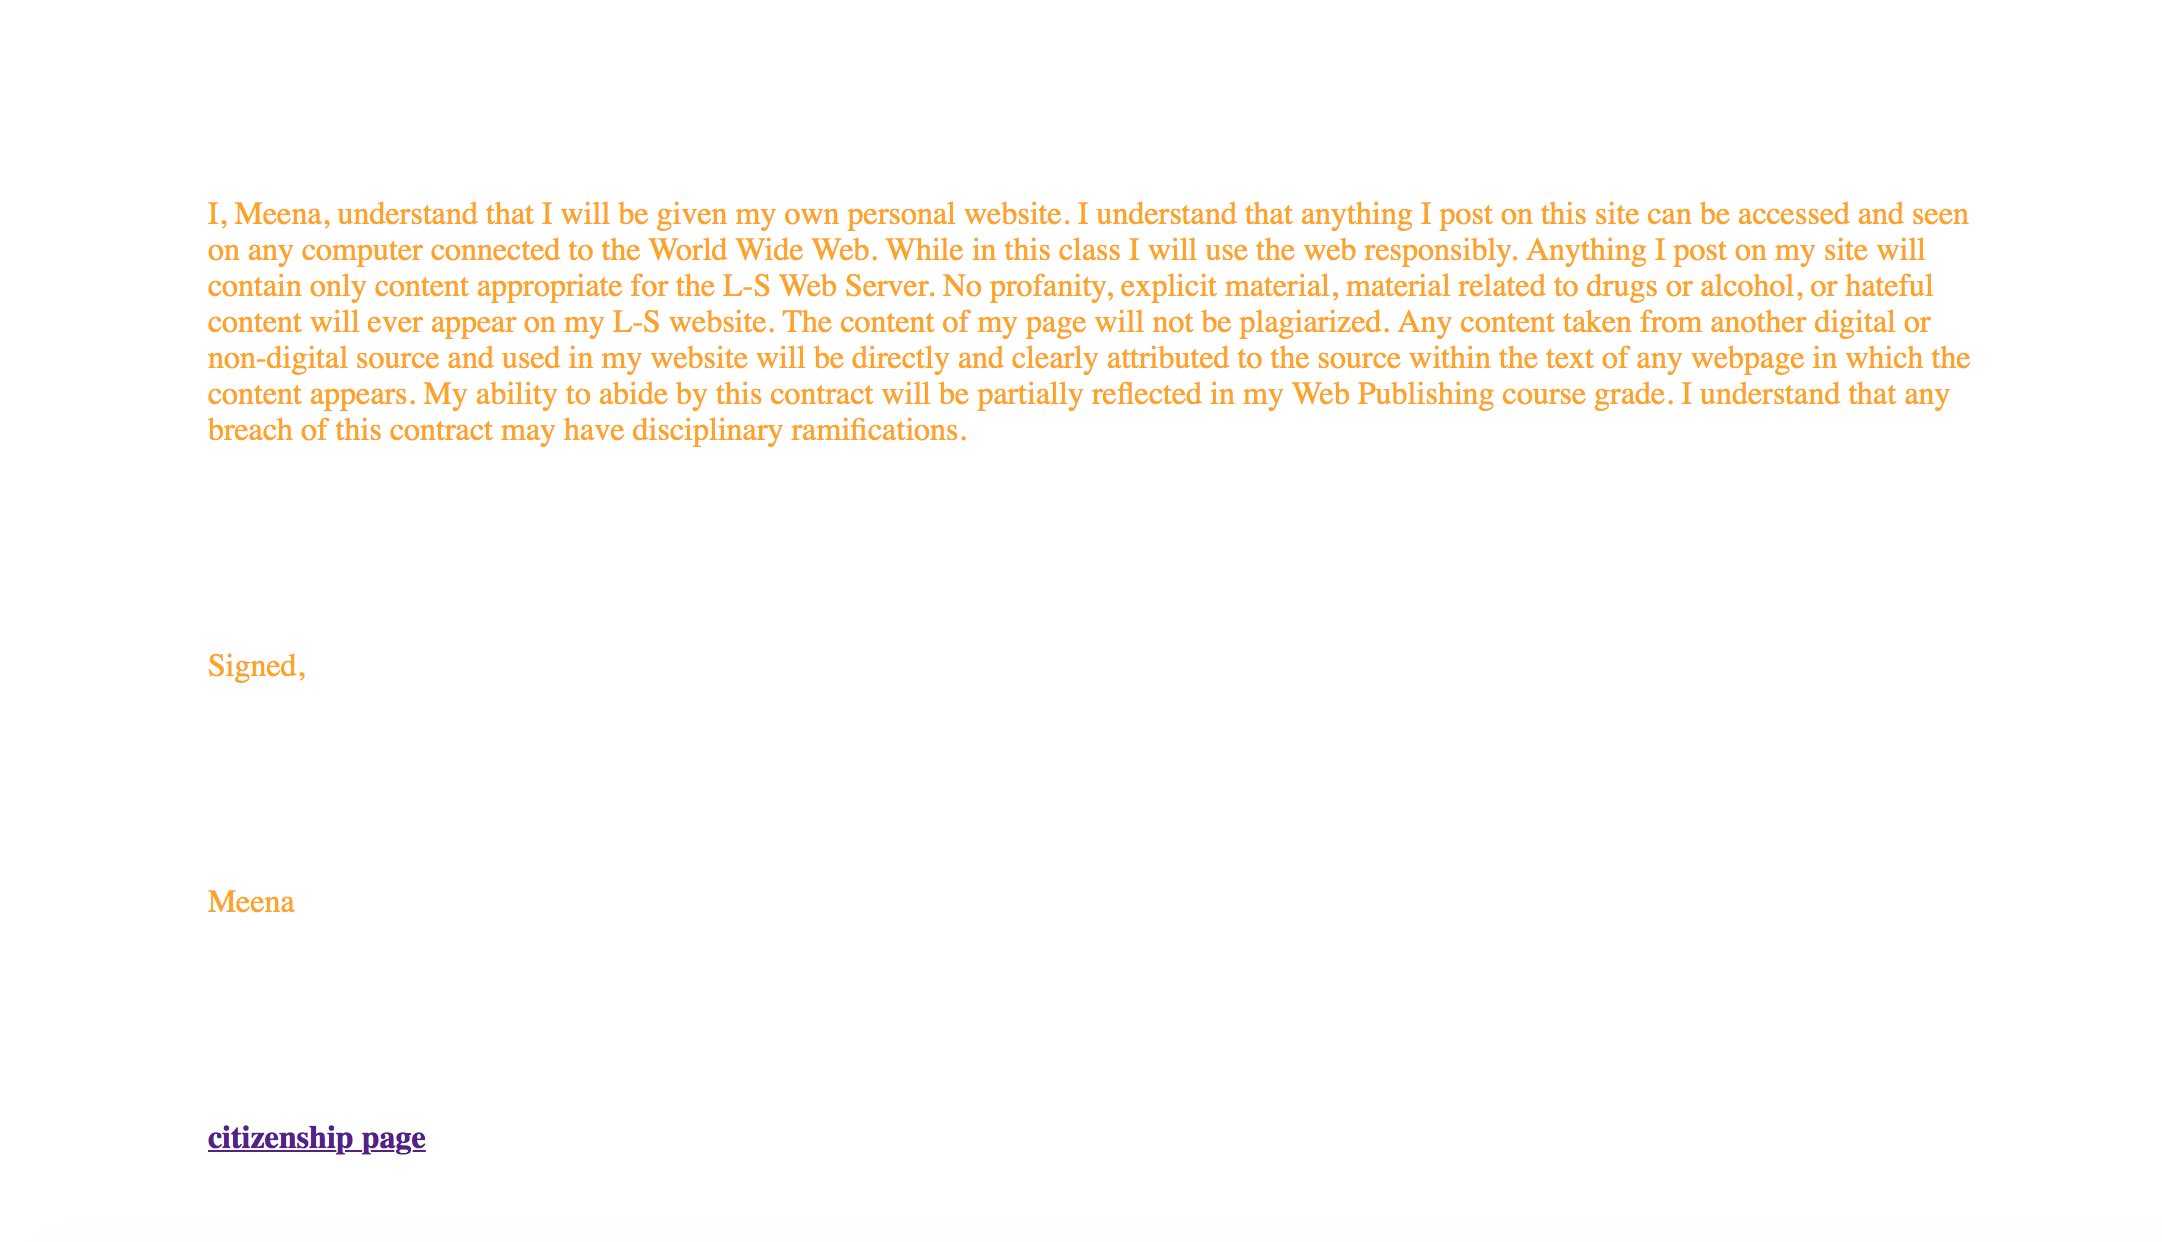 I, Meena, understand that I will be given my own personal website. I understand that anything I post on this site can be accessed and seen
on any computer connected to the World Wide Web. While in this class I will use the web responsibly. Anything I post on my site will
contain only content appropriate for the L-S Web Server. No profanity, explicit material, material related to drugs or alcohol, or hateful
content will ever appear on my L-S website. The content of my page will not be plagiarized. Any content taken from another digital or
non-digital source and used in my website will be directly and clearly attributed to the source within the text of any webpage in which the
content appears. My ability to abide by this contract will be partially reflected in my Web Publishing course grade. I understand that any
breach of this contract may have disciplinary ramifications.
Signed,
Meena
citizenship page